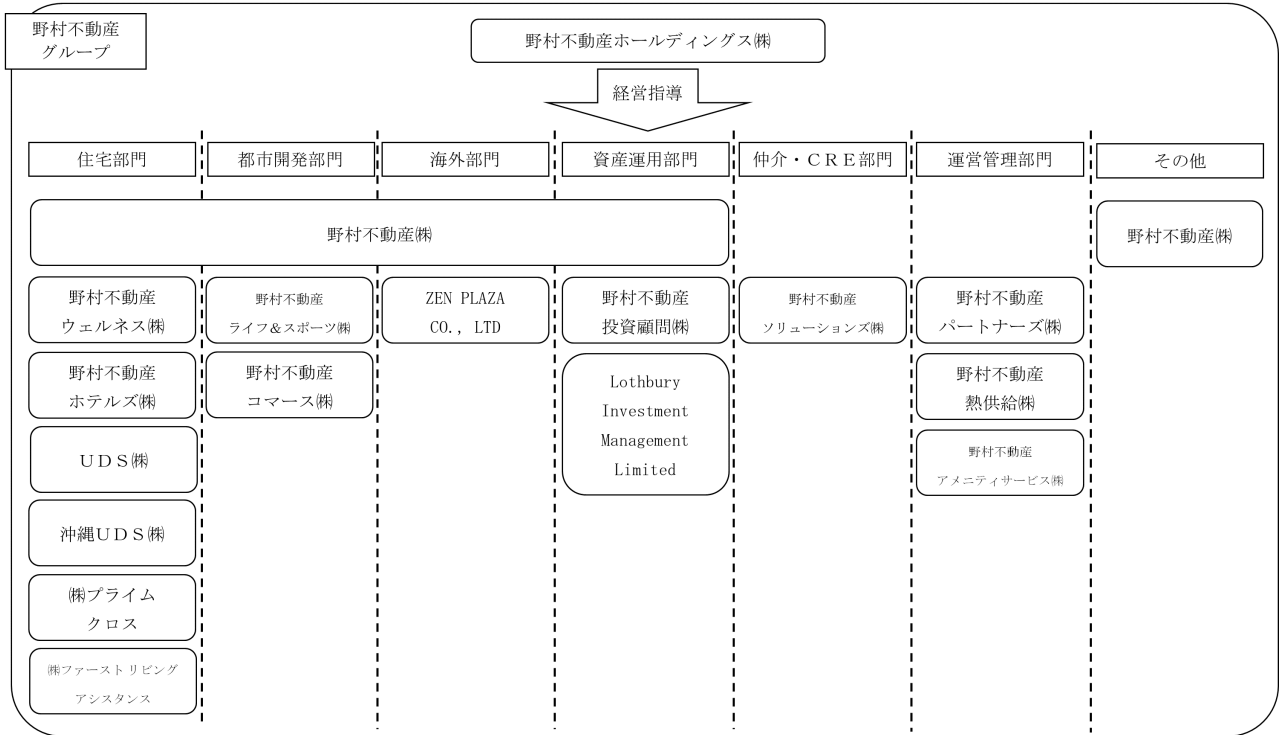 野村不動産
グループ
野村不動産ホールディングス㈱
経営指導
住宅部門
都市開発部門
海外部門
資産運用部門
仲介・ＣＲＥ部門
運営管理部門
その他
野村不動産㈱
野村不動産㈱
野村不動産
ウェルネス㈱
野村不動産
ライフ＆スポーツ㈱
ZEN PLAZA
CO., LTD
野村不動産
投資顧問㈱
野村不動産
ソリューションズ㈱
野村不動産
パートナーズ㈱
野村不動産
ホテルズ㈱
野村不動産
コマース㈱
Lothbury
Investment
Management
Limited
野村不動産
熱供給㈱
ＵＤＳ㈱
野村不動産
アメニティサービス㈱
沖縄ＵＤＳ㈱
㈱プライム
クロス
㈱ファースト リビング
アシスタンス